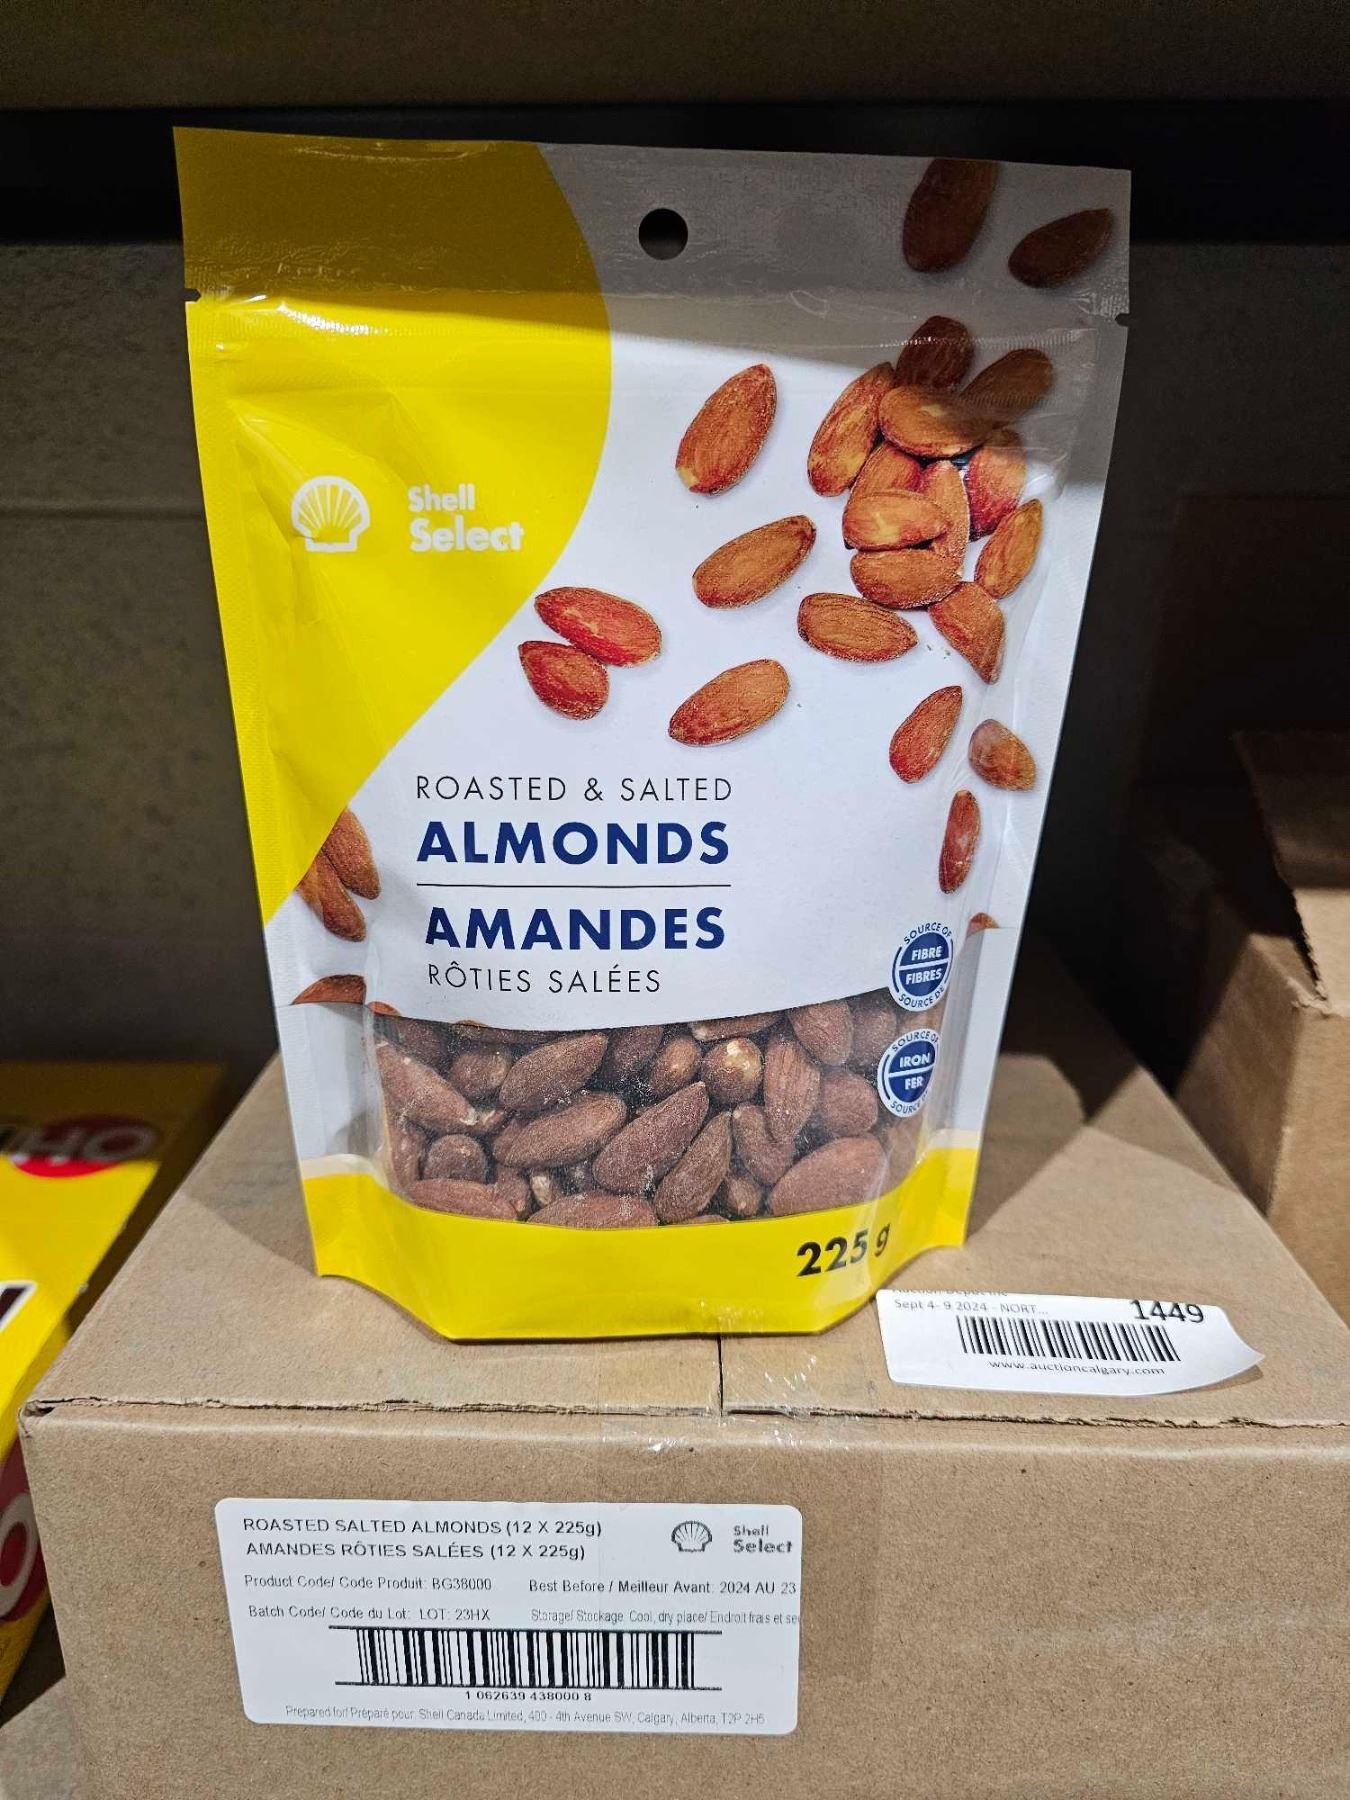 Shell
Select
ROASTED & SALTED
ALMONDS
AMANDES
RÔTIES SALÉES
SOURCE OF
FIBRE
FIBRES
SOURCE DE
SOURCE OF
IRON
FER
225 g
Sept 4-9 2024 - NORT...
1449
www.auctioncalgary.com
ROASTED SALTED ALMONDS (12 X 225g)
AMANDES RÔTIES SALÉES (12 X 225g)
Shell
Select
Product Code/ Code Produit: BG38000
Best Before / Meilleur Avant: 2024 AU 23
Batch Code/ Code du Lot: LOT: 23HX
Storage/ Stockage: Cool, dry place/ Endroit frais et
1 062639 438000 8
Prepared for/ Préparé pour: Shell Canada Limited, 400 - 4th Avenue SW, Calgary, Alberta, T2P 2H5